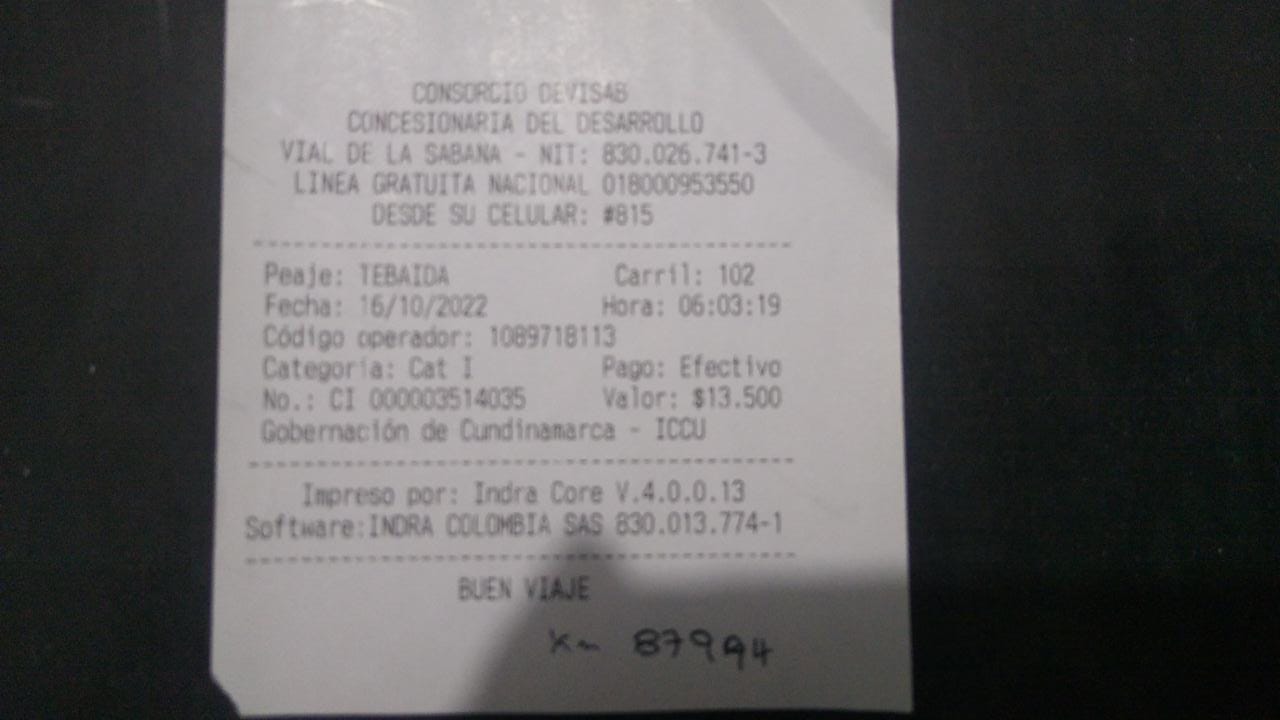 CONSORCIO DEVISAB
CONCESIONARIA DEL DESARROLLO
VIAL DE LA SABANA - NIT: 830.026.741-3
LINEA GRATUITA NACIONAL 018000953550
DESDE SU CELULAR: #815
Peaje: TEBAIDA Carril: 102
Fecha: 16/10/2022 Hora: 06:03:19
Código operador: 1089718113
Categoría: Cat I Pago: Efectivo
No.: CI 000003514035 Valor: $13.500
Gobernación de Cundinamarca - ICCU
Impreso por: Indra Core V.4.0.0.13
Software:INDRA COLOMBIA SAS 830.013.774-1
BUEN VIAJE
Km 87994